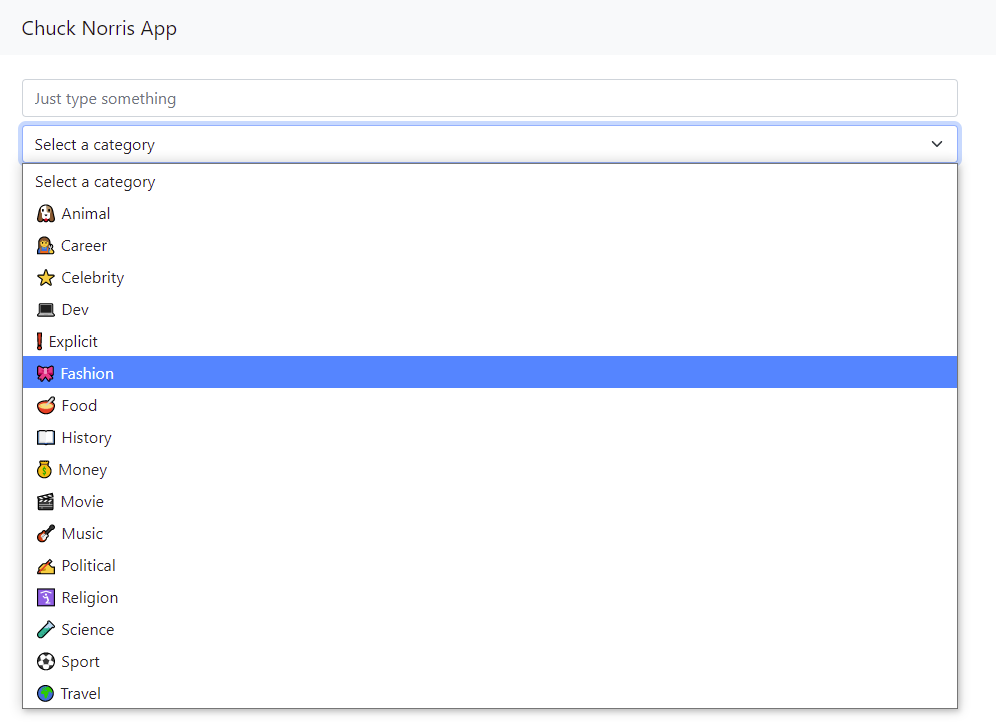 Chuck Norris App
Just type something
Select a category
Select a category
Animal
Career
Celebrity
Dev
Explicit
Fashion
Food
History
Money
Movie
Music
Political
Religion
Science
Sport
Travel